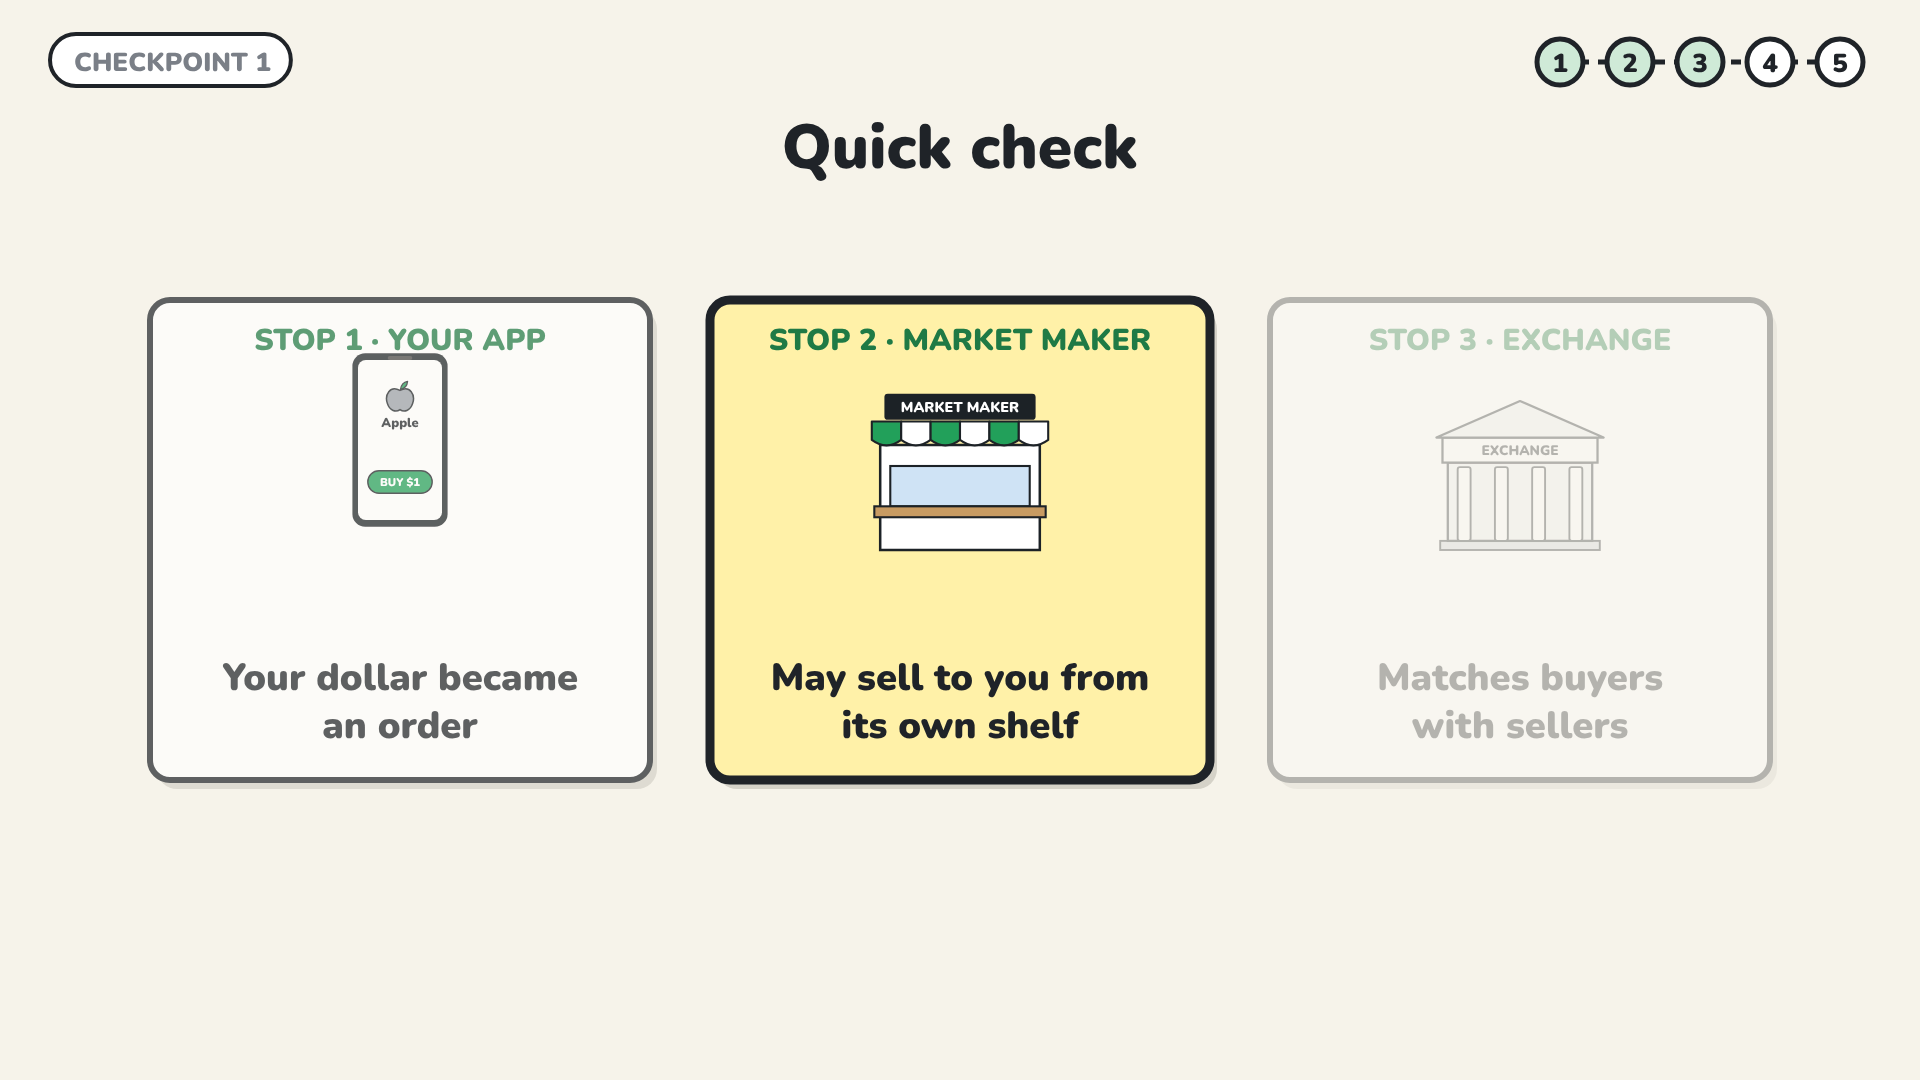 CHECKPOINT 1
1 2 3 4 5
Quick check
STOP 1 · YOUR APP
Apple
BUY $1
Your dollar became
an order
STOP 2 · MARKET MAKER
MARKET MAKER
May sell to you from
its own shelf
STOP 3 · EXCHANGE
EXCHANGE
Matches buyers
with sellers